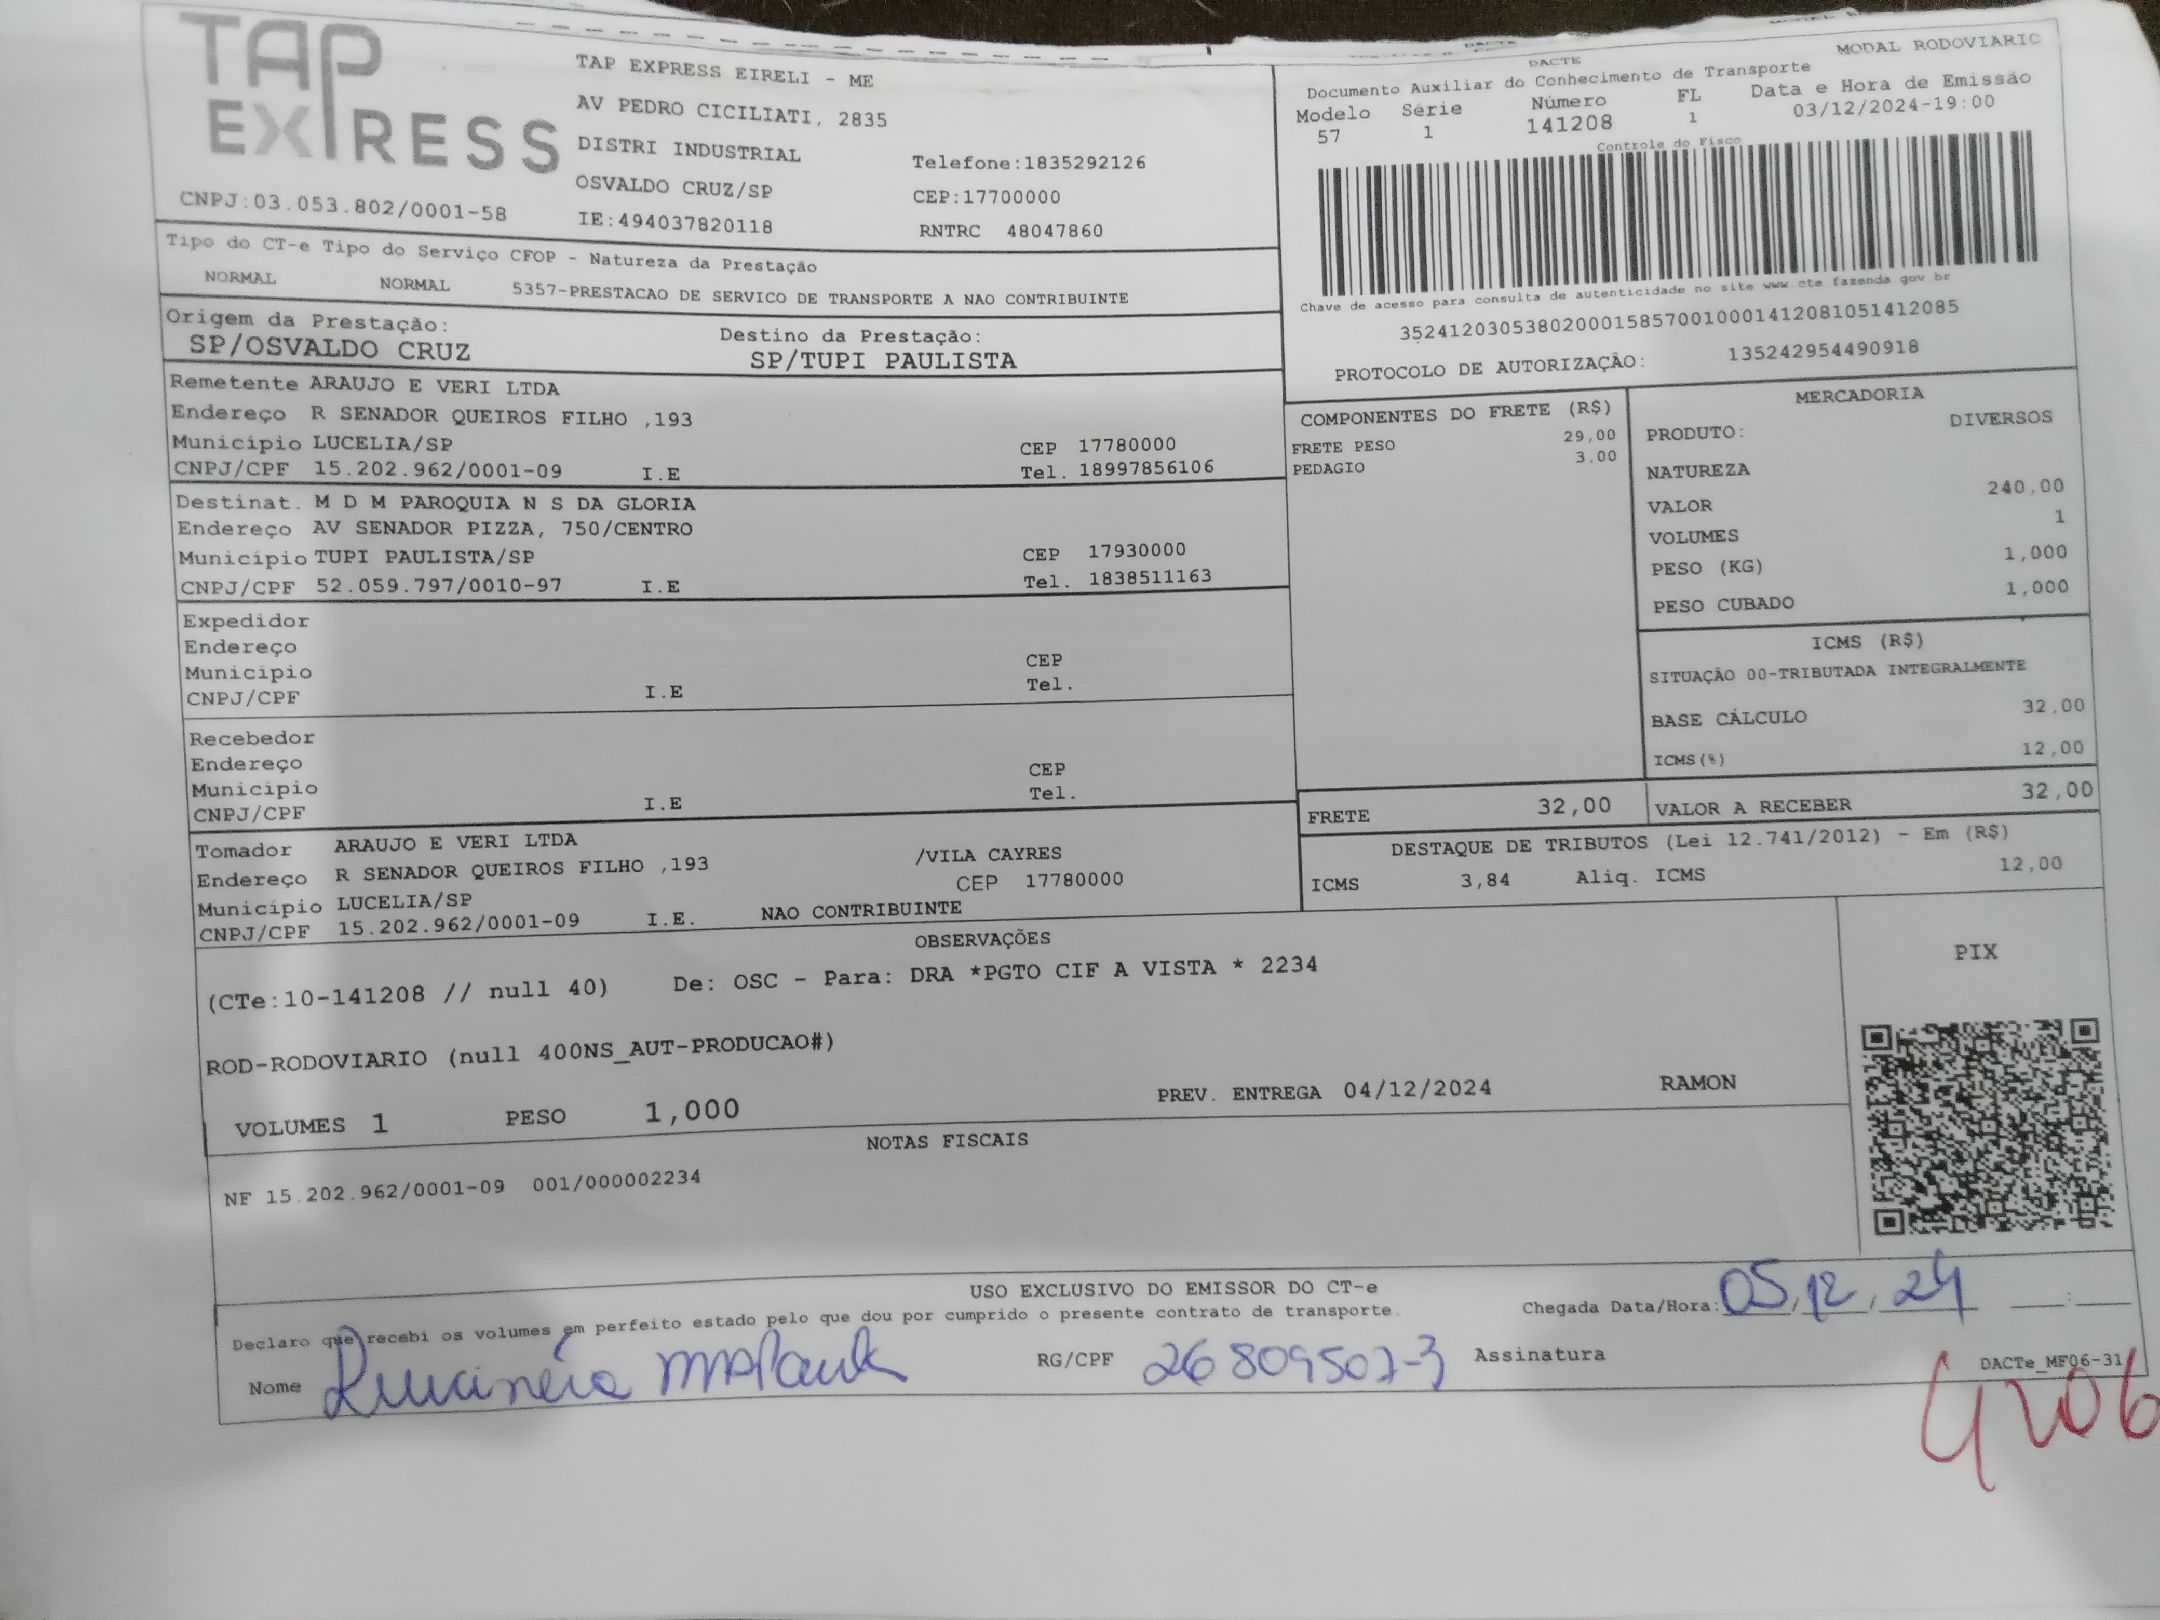 TAP EXPRESS
CNPJ:03.053.802/0001-58
TAP EXPRESS EIRELI - ME
AV PEDRO CICILIATI, 2835
DISTRI INDUSTRIAL
Telefone:1835292126
OSVALDO CRUZ/SP
CEP:17700000
IE:494037820118
RNTRC 48047860
DACTE
MODAL RODOVIARIO
Documento Auxiliar do Conhecimento de Transporte
Modelo Série Número FL Data e Hora de Emissão
57 1 141208 1 03/12/2024-19:00
Controle do Fisco
Chave de acesso para consulta de autenticidade no site www.cte.fazenda.gov.br
35241203053802000158570010001412081051412085
PROTOCOLO DE AUTORIZAÇÃO: 135242954490918
Tipo do CT-e Tipo do Serviço CFOP - Natureza da Prestação
NORMAL NORMAL 5357-PRESTACAO DE SERVICO DE TRANSPORTE A NAO CONTRIBUINTE
Origem da Prestação: Destino da Prestação:
SP/OSVALDO CRUZ SP/TUPI PAULISTA
Remetente ARAUJO E VERI LTDA
Endereço R SENADOR QUEIROS FILHO ,193
Município LUCELIA/SP CEP 17780000
CNPJ/CPF 15.202.962/0001-09 I.E Tel. 18997856106
Destinat. M D M PAROQUIA N S DA GLORIA
Endereço AV SENADOR PIZZA, 750/CENTRO
Município TUPI PAULISTA/SP CEP 17930000
CNPJ/CPF 52.059.797/0010-97 I.E Tel. 1838511163
Expedidor
Endereço
Município CEP
CNPJ/CPF I.E Tel.
Recebedor
Endereço
Município CEP
CNPJ/CPF I.E Tel.
Tomador ARAUJO E VERI LTDA
Endereço R SENADOR QUEIROS FILHO ,193 /VILA CAYRES
Município LUCELIA/SP CEP 17780000
CNPJ/CPF 15.202.962/0001-09 I.E. NAO CONTRIBUINTE
COMPONENTES DO FRETE (R$)
FRETE PESO 29,00
PEDAGIO 3,00
MERCADORIA
PRODUTO: DIVERSOS
NATUREZA
VALOR 240,00
VOLUMES 1
PESO (KG) 1,000
PESO CUBADO 1,000
ICMS (R$)
SITUAÇÃO 00-TRIBUTADA INTEGRALMENTE
BASE CÁLCULO 32,00
ICMS(%) 12,00
FRETE 32,00 VALOR A RECEBER 32,00
DESTAQUE DE TRIBUTOS (Lei 12.741/2012) - Em (R$)
ICMS 3,84 Aliq. ICMS 12,00
OBSERVAÇÕES
(CTe:10-141208 // null 40) De: OSC - Para: DRA *PGTO CIF A VISTA * 2234
ROD-RODOVIARIO (null 400NS_AUT-PRODUCAO#)
VOLUMES 1 PESO 1,000 PREV. ENTREGA 04/12/2024 RAMON
PIX
NOTAS FISCAIS
NF 15.202.962/0001-09 001/000002234
USO EXCLUSIVO DO EMISSOR DO CT-e
Declaro que recebi os volumes em perfeito estado pelo que dou por cumprido o presente contrato de transporte.
Chegada Data/Hora: 05/12/24 __:__
Nome RG/CPF 26809507-3 Assinatura
DACTe_MF06-31
4206